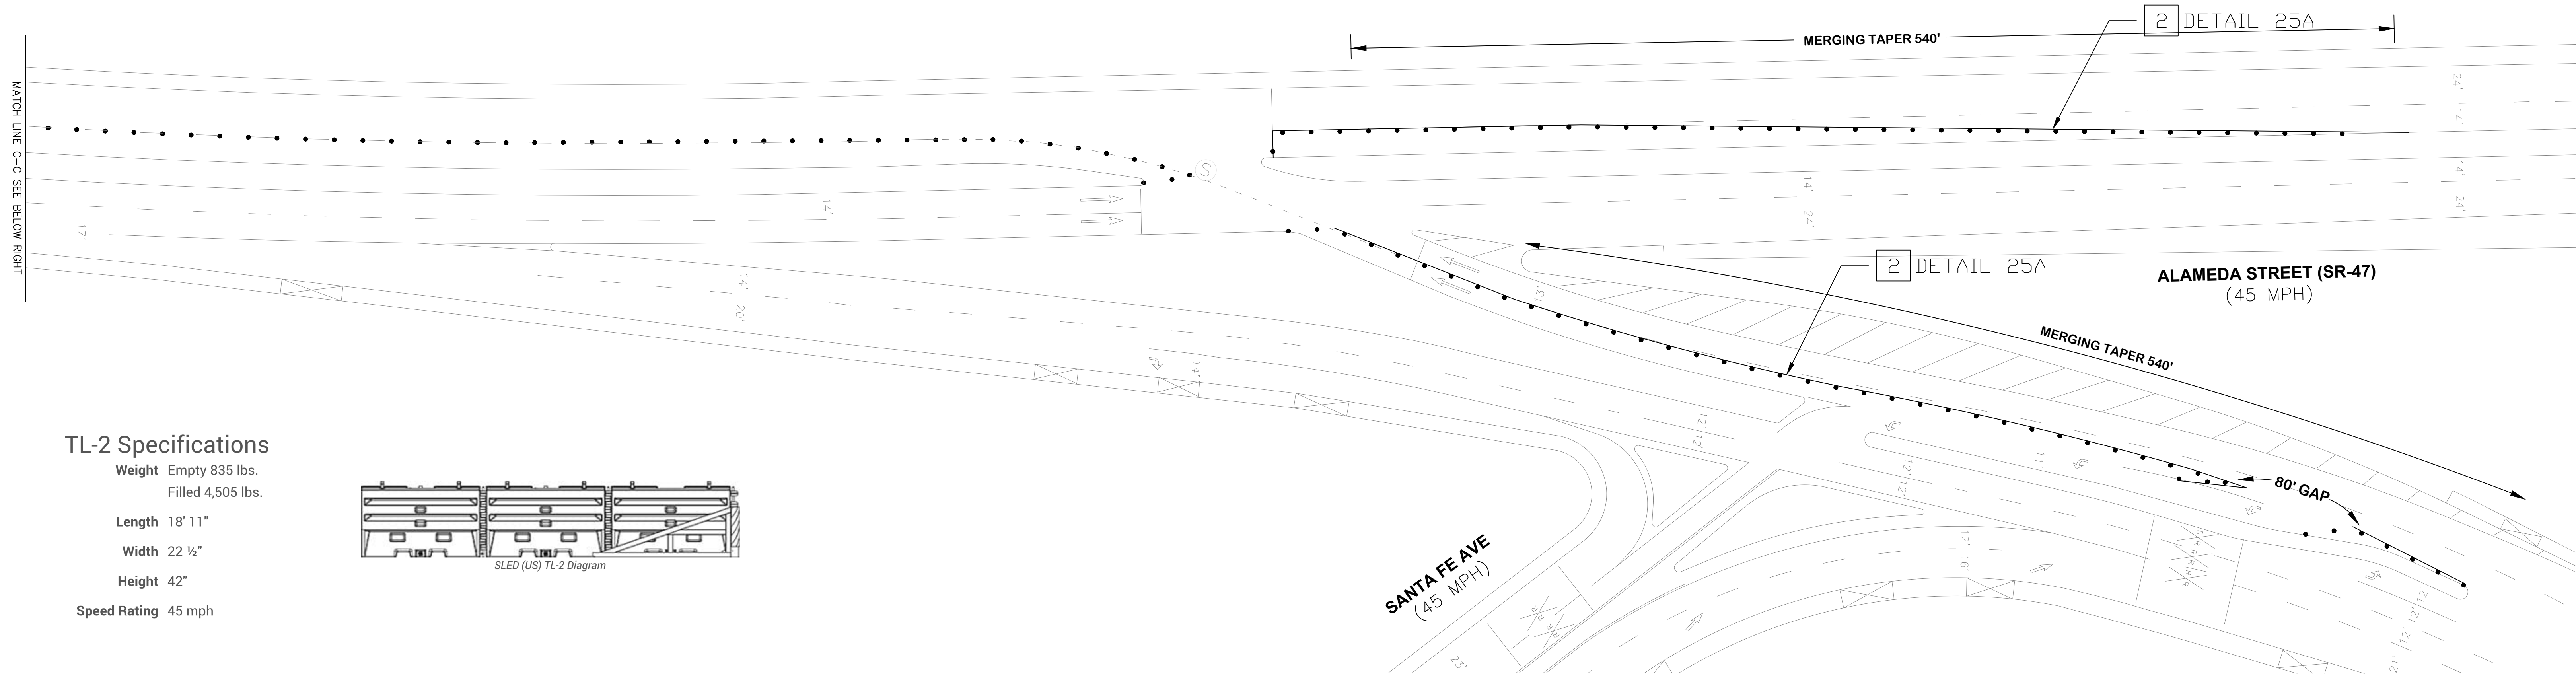 2 DETAIL 25A
MERGING TAPER 540'
MATCH LINE C-C SEE BELOW RIGHT
24'
14'
S
14'
24'
14'
24'
14'
17'
2 DETAIL 25A
ALAMEDA STREET (SR-47)
(45 MPH)
14'
20'
13'
MERGING TAPER 540'
14'
12'
12'
11'
12'
12'
80' GAP
TL-2 Specifications
Weight Empty 835 lbs.
Filled 4,505 lbs.
Length 18' 11"
Width 22 ½"
Height 42"
Speed Rating 45 mph
SLED (US) TL-2 Diagram
SANTA FE AVE
(45 MPH)
12'
16'
R R R R
R R R R
23'
12'
12'
12'
21'